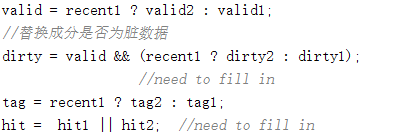 valid = recent1 ? valid2 : valid1;
//替换成分是否为脏数据
dirty = valid && (recent1 ? dirty2 : dirty1);
//need to fill in
tag = recent1 ? tag2 : tag1;
hit =  hit1 || hit2;  //need to fill in